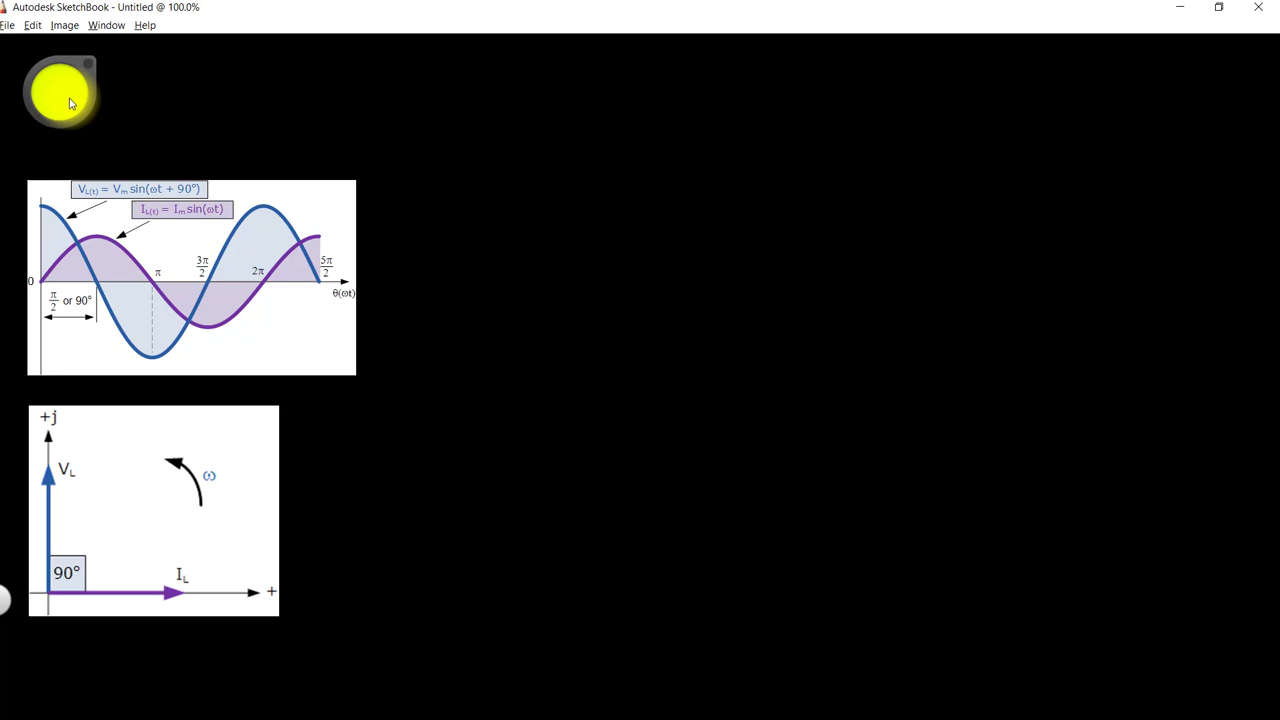 Autodesk SketchBook - Untitled @ 100.0%
File Edit Image Window Help
VL(t) = Vm sin(ωt + 90°)
IL(t) = Im sin(ωt)
0
π
3π/2
2π
5π/2
θ(ωt)
π/2 or 90°
+j
VL
ω
90°
IL
+